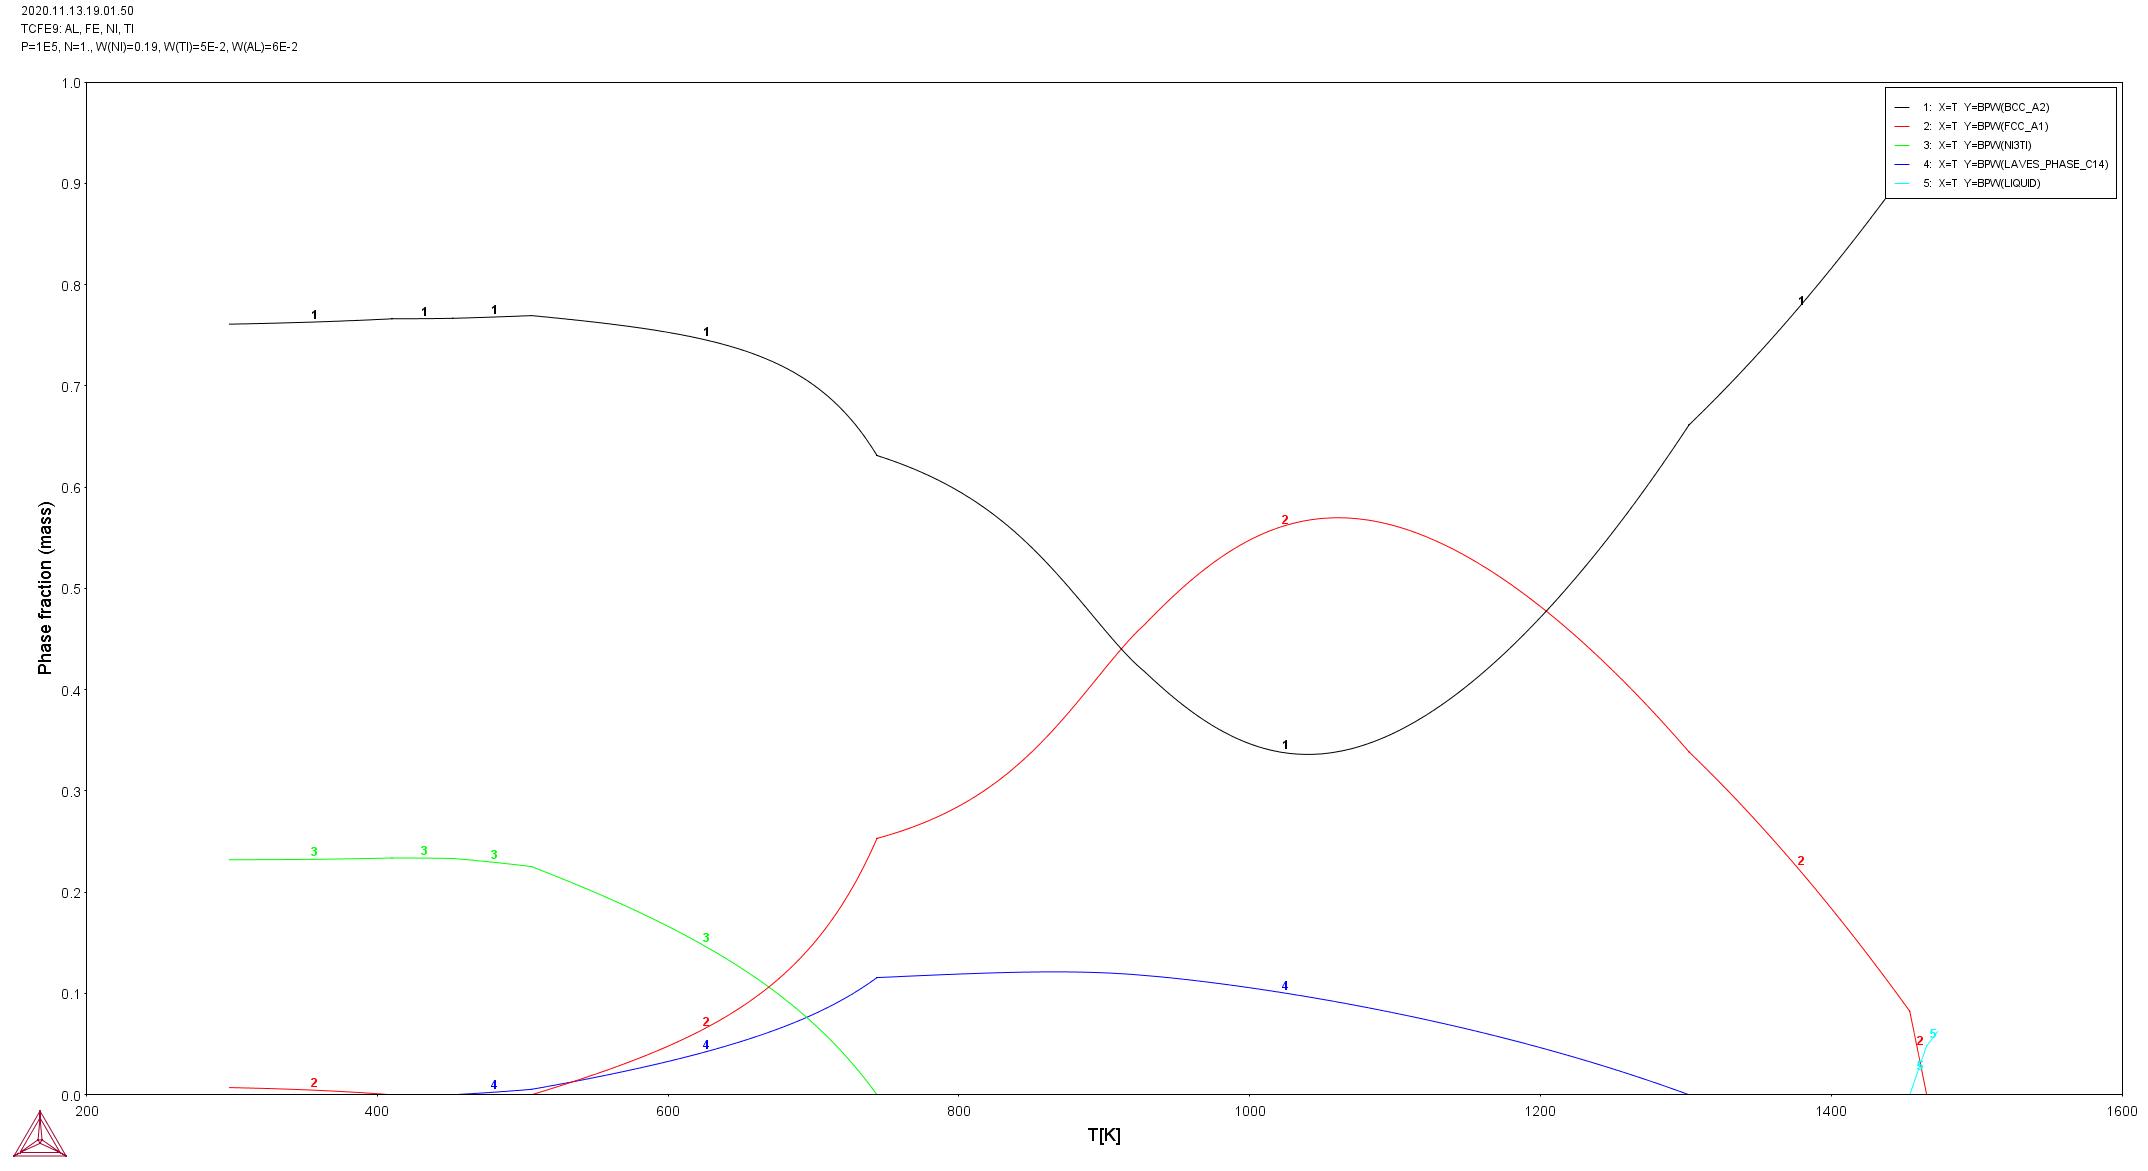 2020.11.13.19.01.50
TCFE9: AL, FE, NI, TI
P=1E5, N=1., W(NI)=0.19, W(TI)=5E-2, W(AL)=6E-2
1: X=T Y=BPW(BCC_A2)
2: X=T Y=BPW(FCC_A1)
3: X=T Y=BPW(NI3TI)
4: X=T Y=BPW(LAVES_PHASE_C14)
5: X=T Y=BPW(LIQUID)
Phase fraction (mass)
1.0
0.9
0.8
0.7
0.6
0.5
0.4
0.3
0.2
0.1
0.0
1 1 1 1 1 1
2 2 2 2 2
3 3 3 3
4 4 4
5 5
200 400 600 800 1000 1200 1400 1600
T[K]